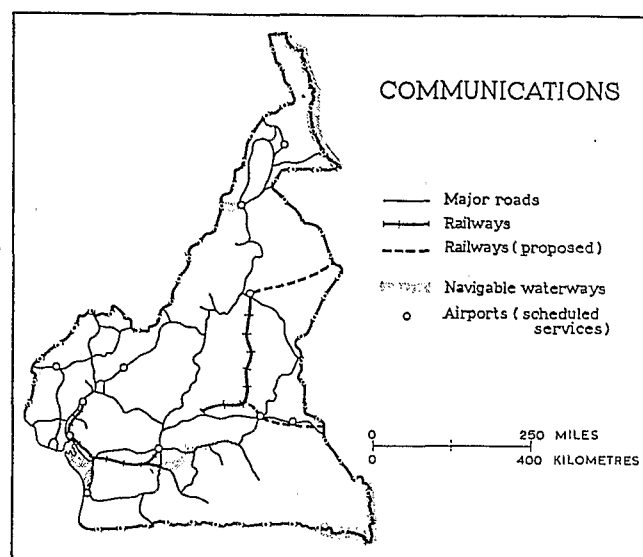 COMMUNICATIONS
Major roads
Railways
Railways (proposed)
Navigable waterways
Airports (scheduled
services)
0 250 MILES
0 400 KILOMETRES